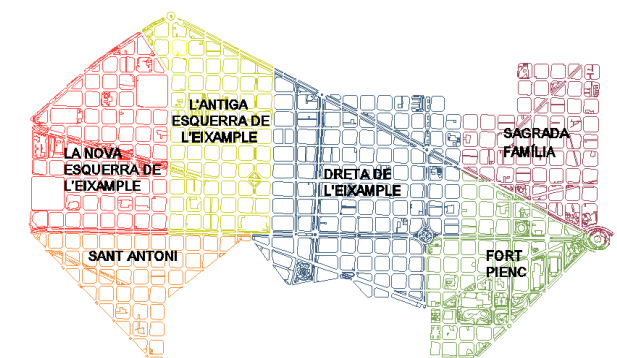 L'ANTIGA
ESQUERRA DE
L'EIXAMPLE
SAGRADA
FAMÍLIA
LA NOVA
ESQUERRA DE
L'EIXAMPLE
DRETA DE
L'EIXAMPLE
SANT ANTONI
FORT
PIENC